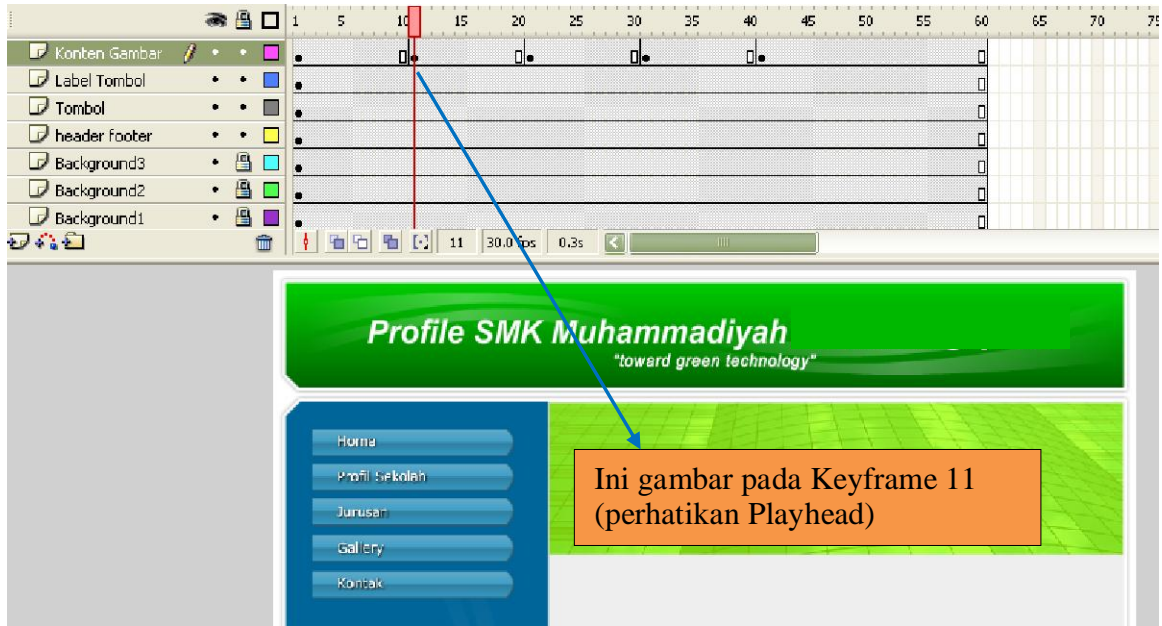 1 5 10 15 20 25 30 35 40 45 50 55 60 65 70 75
Konten Gambar
Label Tombol
Tombol
header footer
Background3
Background2
Background1
11 30.0 fps 0.3s
Profile SMK Muhammadiyah
"toward green technology"
Home
Profil Sekolah
Jurusan
Gallery
Kontak
Ini gambar pada Keyframe 11
(perhatikan Playhead)